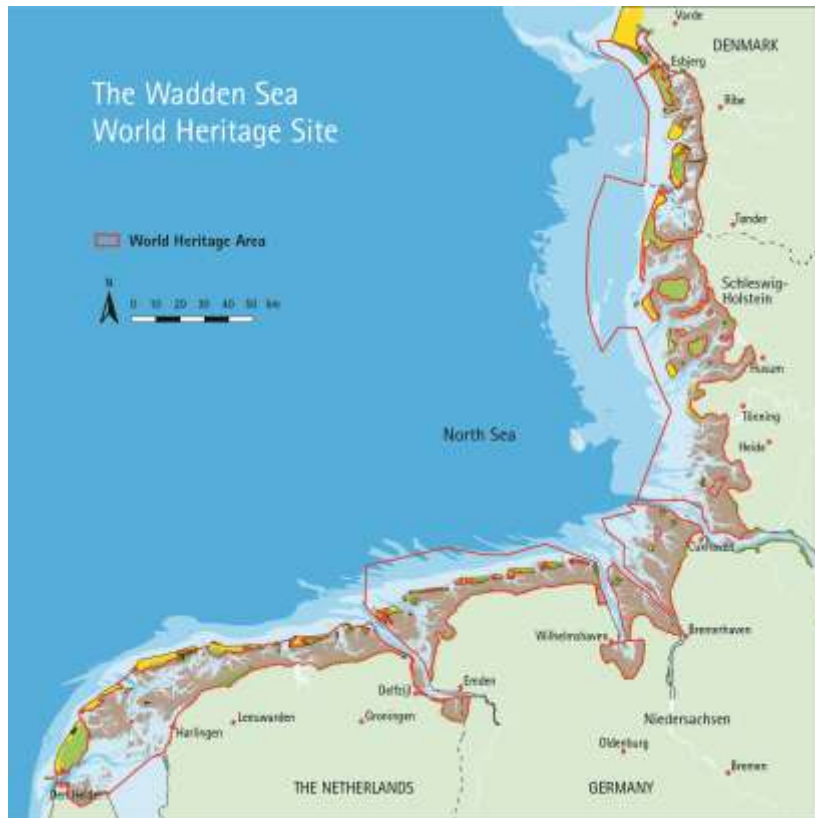 Varde
DENMARK
Esbjerg
The Wadden Sea
World Heritage Site
Ribe
Tønder
World Heritage Area
N
0 10 20 30 40 50 km
Schleswig-
Holstein
Husum
Tönning
North Sea
Heide
Cuxhaven
Wilhelmshaven
Bremerhaven
Emden
Delfzijl
Leeuwarden
Groningen
Niedersachsen
Harlingen
Oldenburg
Bremen
Den Helder
THE NETHERLANDS
GERMANY